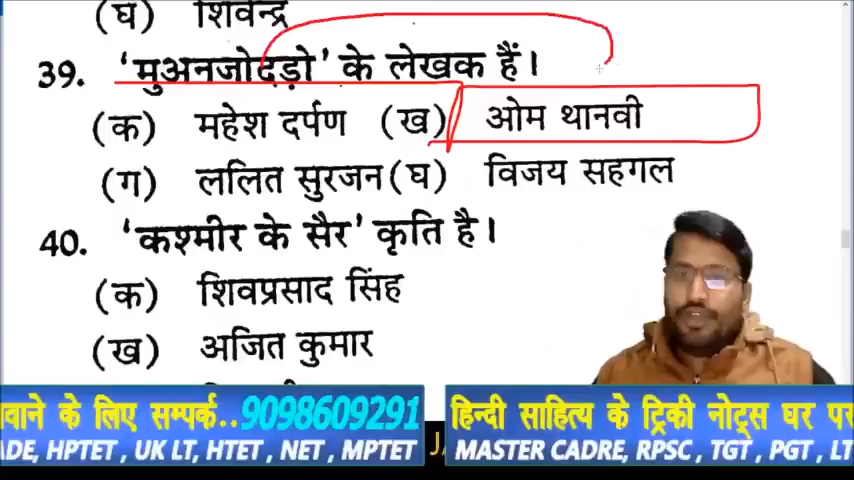 (घ) शिवेन्द्र
39. 'मुअनजोदड़ो' के लेखक हैं।
(क) महेश दर्पण (ख) ओम थानवी
(ग) ललित सुरजन (घ) विजय सहगल
40. 'कश्मीर के सैर' कृति है।
(क) शिवप्रसाद सिंह
(ख) अजित कुमार
वाने के लिए सम्पर्क..9098609291
हिन्दी साहित्य के ट्रिकी नोट्स घर पर
ADE, HPTET , UK LT, HTET , NET , MPTET
MASTER CADRE, RPSC , TGT , PGT , LT